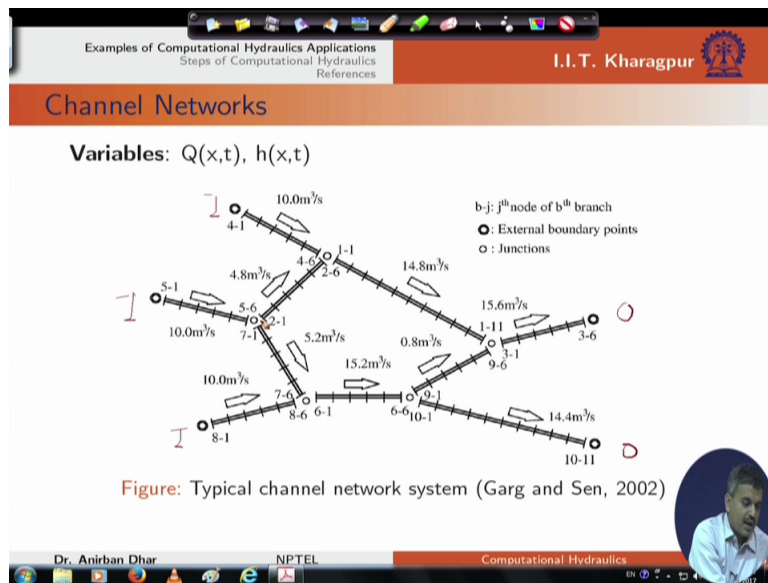 Examples of Computational Hydraulics Applications
Steps of Computational Hydraulics
References
I.I.T. Kharagpur
Channel Networks
Variables: Q(x,t), h(x,t)
I
10.0m³/s
4-1
b-j: jᵗʰ node of bᵗʰ branch
O: External boundary points
o : Junctions
4-6
1-1
2-6
4.8m³/s
14.8m³/s
I
5-1
5-6
2-1
7-1
10.0m³/s
15.6m³/s
1-11
3-1
9-6
3-6
O
5.2m³/s
0.8m³/s
15.2m³/s
10.0m³/s
7-6
8-6
6-1
6-6
9-1
10-1
I
8-1
14.4m³/s
10-11
O
Figure: Typical channel network system (Garg and Sen, 2002)
Dr. Anirban Dhar
NPTEL
Computational Hydraulics
EN